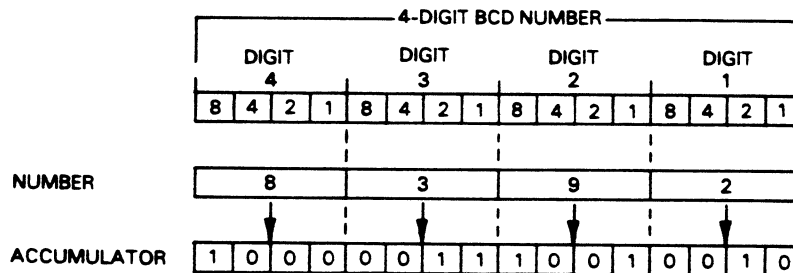 4-DIGIT BCD NUMBER
DIGIT DIGIT DIGIT DIGIT
4 3 2 1
8 4 2 1 8 4 2 1 8 4 2 1 8 4 2 1
NUMBER 8 3 9 2
ACCUMULATOR 1 0 0 0 0 0 1 1 1 0 0 1 0 0 1 0